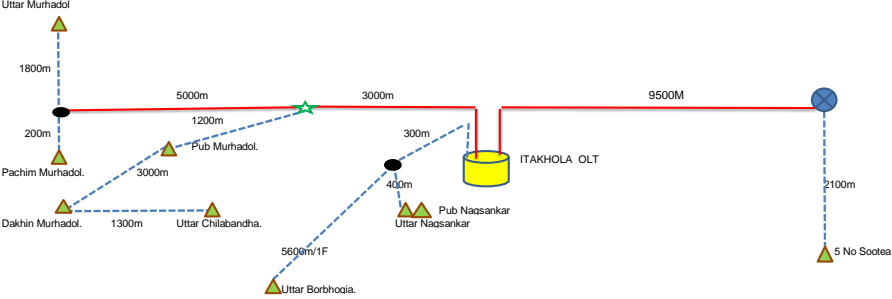 Uttar Murhadol
1800m
5000m
3000m
9500M
1200m
200m
300m
Pub Murhadol.
ITAKHOLA OLT
Pachim Murhadol.
3000m
400m
2100m
Pub Nagsankar
Dakhin Murhadol.
1300m
Uttar Chilabandha.
Uttar Nagsankar
5600m/1F
5 No Sootea
Uttar Borbhogia.